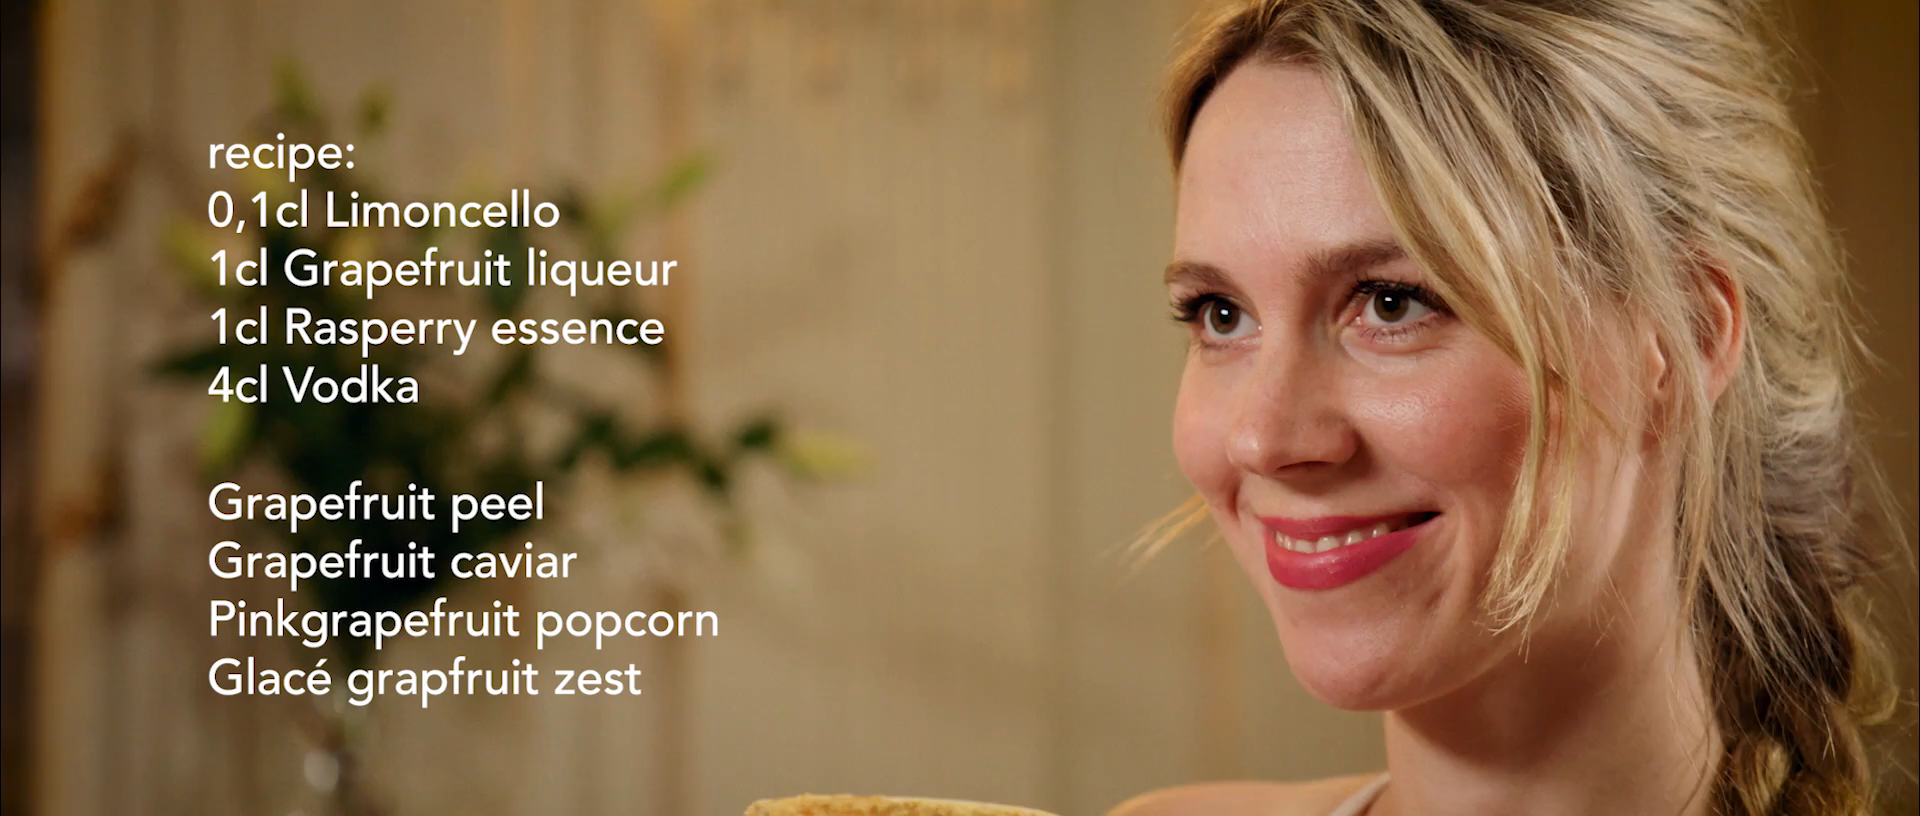 recipe:
0,1cl Limoncello
1cl Grapefruit liqueur
1cl Rasperry essence
4cl Vodka
Grapefruit peel
Grapefruit caviar
Pinkgrapefruit popcorn
Glacé grapfruit zest